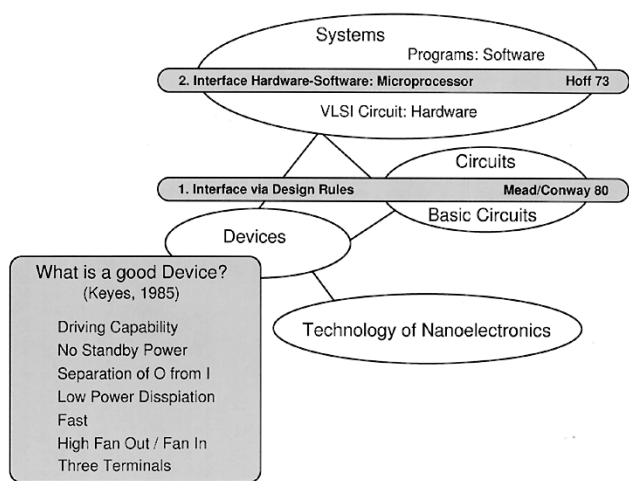 Systems
Programs: Software
2. Interface Hardware-Software: Microprocessor Hoff 73
VLSI Circuit: Hardware
Circuits
1. Interface via Design Rules Mead/Conway 80
Basic Circuits
Devices
What is a good Device?
(Keyes, 1985)
Driving Capability
No Standby Power
Separation of O from I
Low Power Disspiation
Fast
High Fan Out / Fan In
Three Terminals
Technology of Nanoelectronics